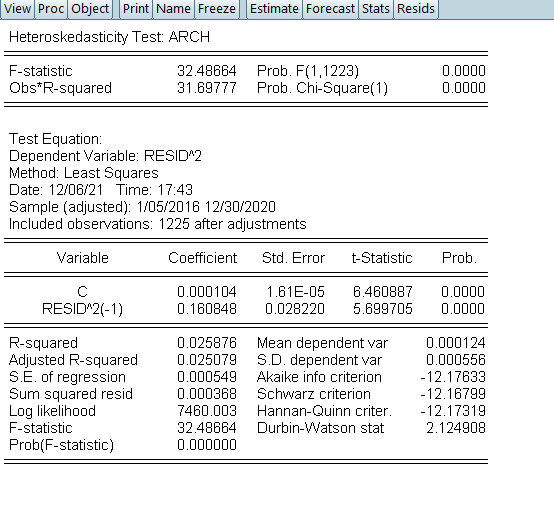 View Proc Object Print Name Freeze Estimate Forecast Stats Resids
Heteroskedasticity Test: ARCH
F-statistic 32.48664 Prob. F(1,1223) 0.0000
Obs*R-squared 31.69777 Prob. Chi-Square(1) 0.0000
Test Equation:
Dependent Variable: RESID^2
Method: Least Squares
Date: 12/06/21 Time: 17:43
Sample (adjusted): 1/05/2016 12/30/2020
Included observations: 1225 after adjustments
Variable Coefficient Std. Error t-Statistic Prob.
C 0.000104 1.61E-05 6.460887 0.0000
RESID^2(-1) 0.160848 0.028220 5.699705 0.0000
R-squared 0.025876 Mean dependent var 0.000124
Adjusted R-squared 0.025079 S.D. dependent var 0.000556
S.E. of regression 0.000549 Akaike info criterion -12.17633
Sum squared resid 0.000368 Schwarz criterion -12.16799
Log likelihood 7460.003 Hannan-Quinn criter. -12.17319
F-statistic 32.48664 Durbin-Watson stat 2.124908
Prob(F-statistic) 0.000000